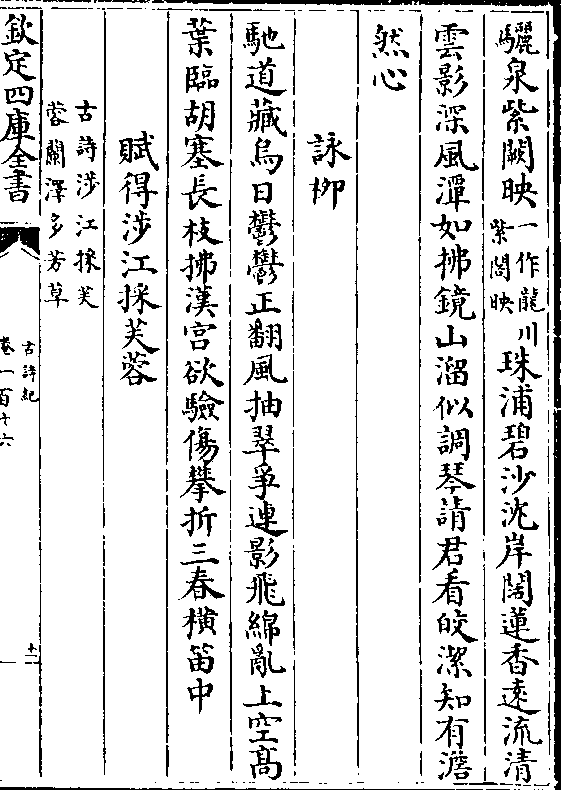 驪泉紫闕映一作龍川紫閣映珠浦碧沙沈岸闊蓮香遠流清
雲影深風潭如拂鏡山溜似調琴請君看皎潔知有澹
然心
詠栁
馳道藏烏日鬱鬱正翻風抽翠爭連影飛綿亂上空髙
葉臨胡塞長枝拂漢宫欲驗傷攀折三春横笛中
賦得涉江採芙蓉
古詩涉江採芙
蓉蘭澤多芳草
欽定四庫全書
古詩紀
卷一百十六
十二